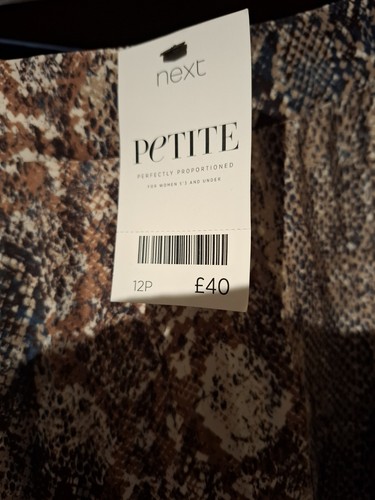 next
PETITE
PERFECTLY PROPORTIONED
FOR WOMEN 5'3 AND UNDER
12P £40